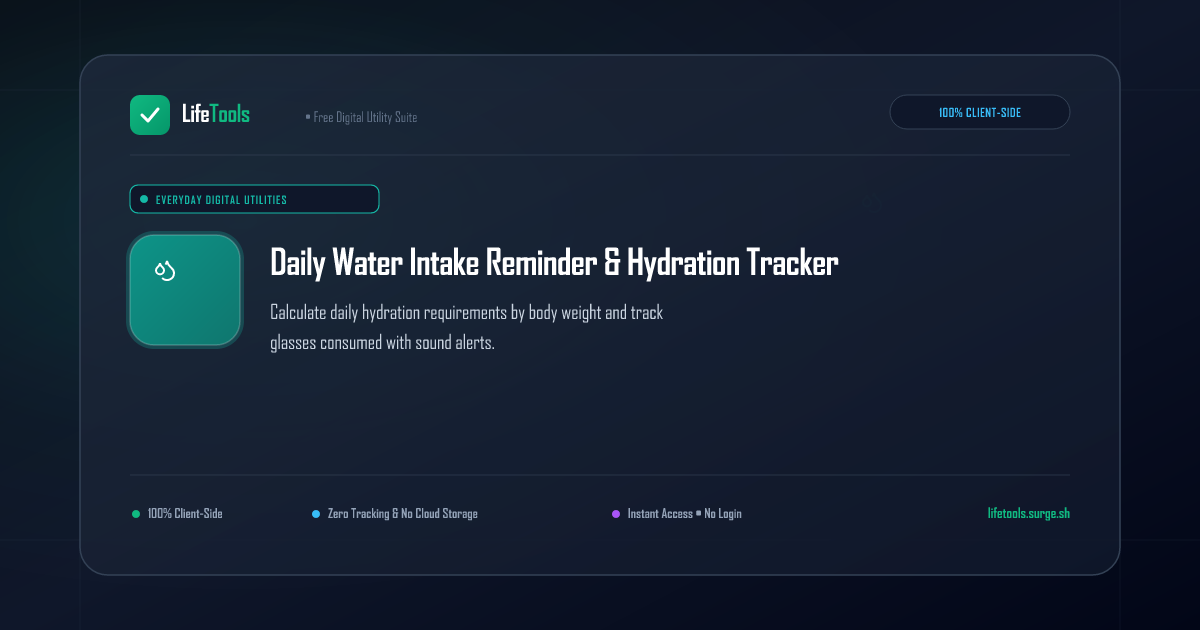 LifeTools
▪ Free Digital Utility Suite
100% CLIENT-SIDE
EVERYDAY DIGITAL UTILITIES
Daily Water Intake Reminder & Hydration Tracker
Calculate daily hydration requirements by body weight and track
glasses consumed with sound alerts.
100% Client-Side
Zero Tracking & No Cloud Storage
Instant Access ▪ No Login
lifetools.surge.sh